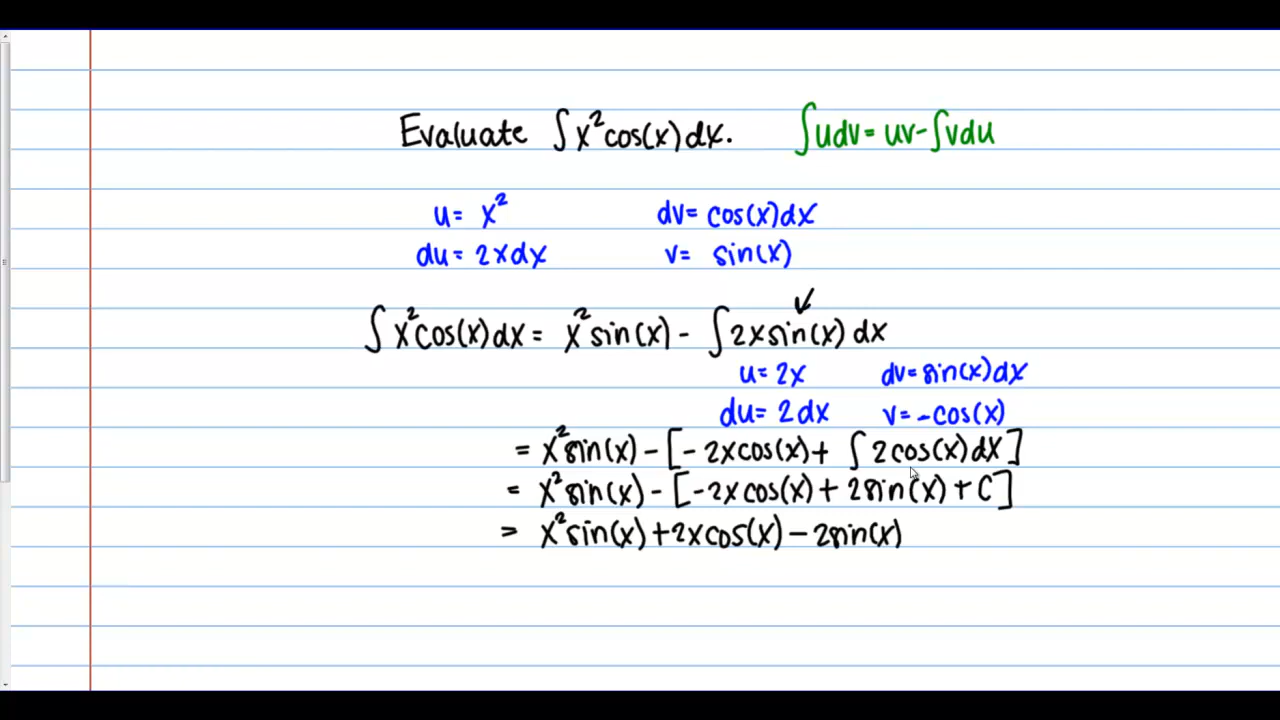 Evaluate ∫x²cos(x)dx. ∫udv = uv-∫vdu
u = x² dv = cos(x)dx
du = 2xdx v = sin(x)
∫x²cos(x)dx = x²sin(x) - ∫2xsin(x)dx
u = 2x dv = sin(x)dx
du = 2dx v = -cos(x)
= x²sin(x) - [-2xcos(x) + ∫2cos(x)dx]
= x²sin(x) - [-2xcos(x) + 2sin(x) + C]
= x²sin(x) + 2xcos(x) - 2sin(x)